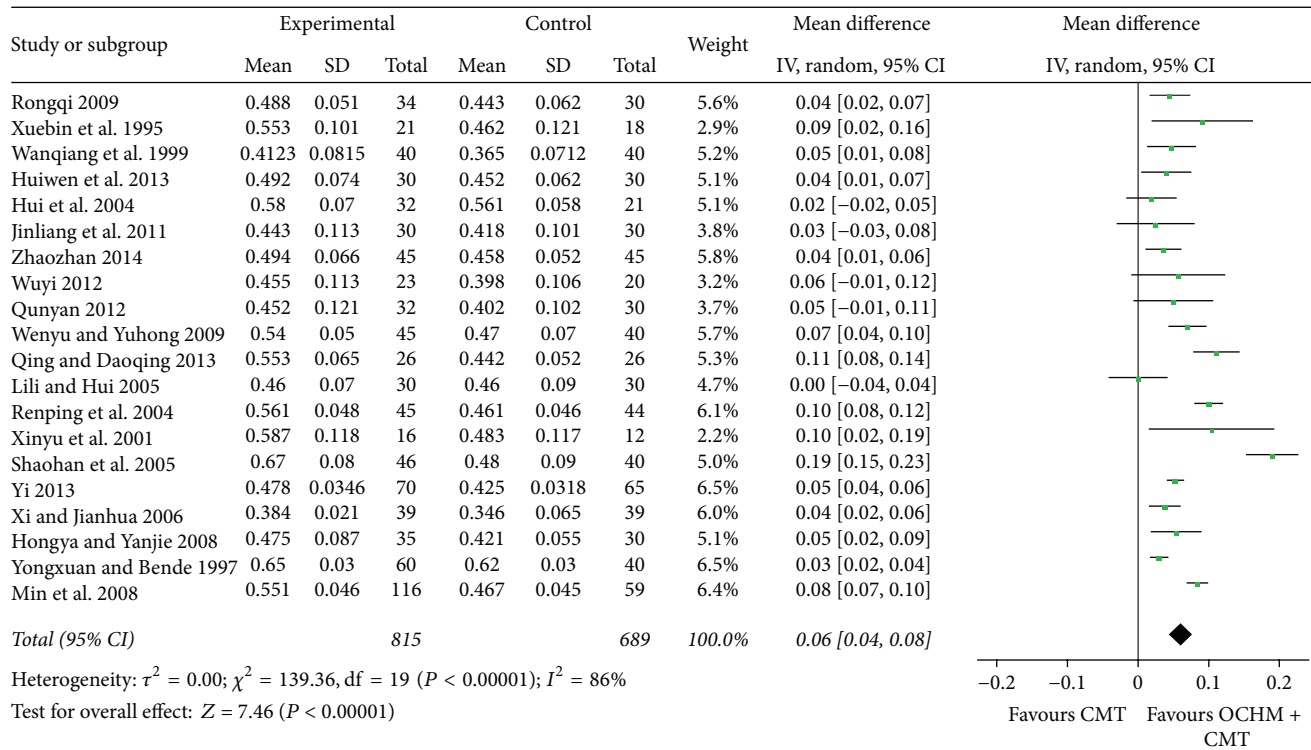 Study or subgroup Experimental Control Weight Mean difference Mean difference
Mean SD Total Mean SD Total IV, random, 95% CI IV, random, 95% CI
Rongqi 2009 0.488 0.051 34 0.443 0.062 30 5.6% 0.04 [0.02, 0.07]
Xuebin et al. 1995 0.553 0.101 21 0.462 0.121 18 2.9% 0.09 [0.02, 0.16]
Wanqiang et al. 1999 0.4123 0.0815 40 0.365 0.0712 40 5.2% 0.05 [0.01, 0.08]
Huiwen et al. 2013 0.492 0.074 30 0.452 0.062 30 5.1% 0.04 [0.01, 0.07]
Hui et al. 2004 0.58 0.07 32 0.561 0.058 21 5.1% 0.02 [−0.02, 0.05]
Jinliang et al. 2011 0.443 0.113 30 0.418 0.101 30 3.8% 0.03 [−0.03, 0.08]
Zhaozhan 2014 0.494 0.066 45 0.458 0.052 45 5.8% 0.04 [0.01, 0.06]
Wuyi 2012 0.455 0.113 23 0.398 0.106 20 3.2% 0.06 [−0.01, 0.12]
Qunyan 2012 0.452 0.121 32 0.402 0.102 30 3.7% 0.05 [−0.01, 0.11]
Wenyu and Yuhong 2009 0.54 0.05 45 0.47 0.07 40 5.7% 0.07 [0.04, 0.10]
Qing and Daoqing 2013 0.553 0.065 26 0.442 0.052 26 5.3% 0.11 [0.08, 0.14]
Lili and Hui 2005 0.46 0.07 30 0.46 0.09 30 4.7% 0.00 [−0.04, 0.04]
Renping et al. 2004 0.561 0.048 45 0.461 0.046 44 6.1% 0.10 [0.08, 0.12]
Xinyu et al. 2001 0.587 0.118 16 0.483 0.117 12 2.2% 0.10 [0.02, 0.19]
Shaohan et al. 2005 0.67 0.08 46 0.48 0.09 40 5.0% 0.19 [0.15, 0.23]
Yi 2013 0.478 0.0346 70 0.425 0.0318 65 6.5% 0.05 [0.04, 0.06]
Xi and Jianhua 2006 0.384 0.021 39 0.346 0.065 39 6.0% 0.04 [0.02, 0.06]
Hongya and Yanjie 2008 0.475 0.087 35 0.421 0.055 30 5.1% 0.05 [0.02, 0.09]
Yongxuan and Bende 1997 0.65 0.03 60 0.62 0.03 40 6.5% 0.03 [0.02, 0.04]
Min et al. 2008 0.551 0.046 116 0.467 0.045 59 6.4% 0.08 [0.07, 0.10]
Total (95% CI) 815 689 100.0% 0.06 [0.04, 0.08]
Heterogeneity: τ² = 0.00; χ² = 139.36, df = 19 (P < 0.00001); I² = 86%
Test for overall effect: Z = 7.46 (P < 0.00001)
−0.2 −0.1 0 0.1 0.2
Favours CMT Favours OCHM +
CMT